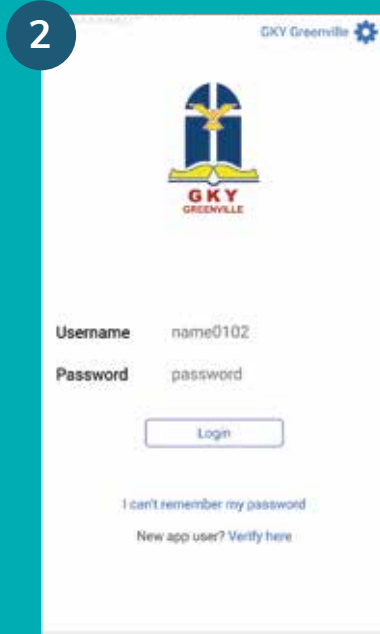 2
GKY Greenville
GKY
GREENVILLE
Username name0102
Password password
Login
I can't remember my password
New app user? Verify here